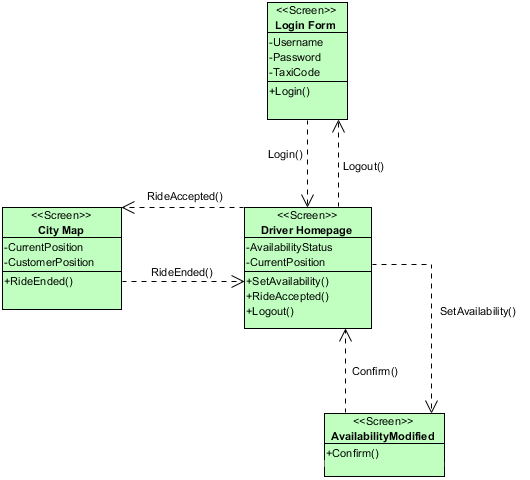 <<Screen>>
Login Form
-Username
-Password
-TaxiCode
+Login()
Login()
Logout()
RideAccepted()
<<Screen>>
City Map
-CurrentPosition
-CustomerPosition
+RideEnded()
RideEnded()
<<Screen>>
Driver Homepage
-AvailabilityStatus
-CurrentPosition
+SetAvailability()
+RideAccepted()
+Logout()
SetAvailability()
Confirm()
<<Screen>>
AvailabilityModified
+Confirm()